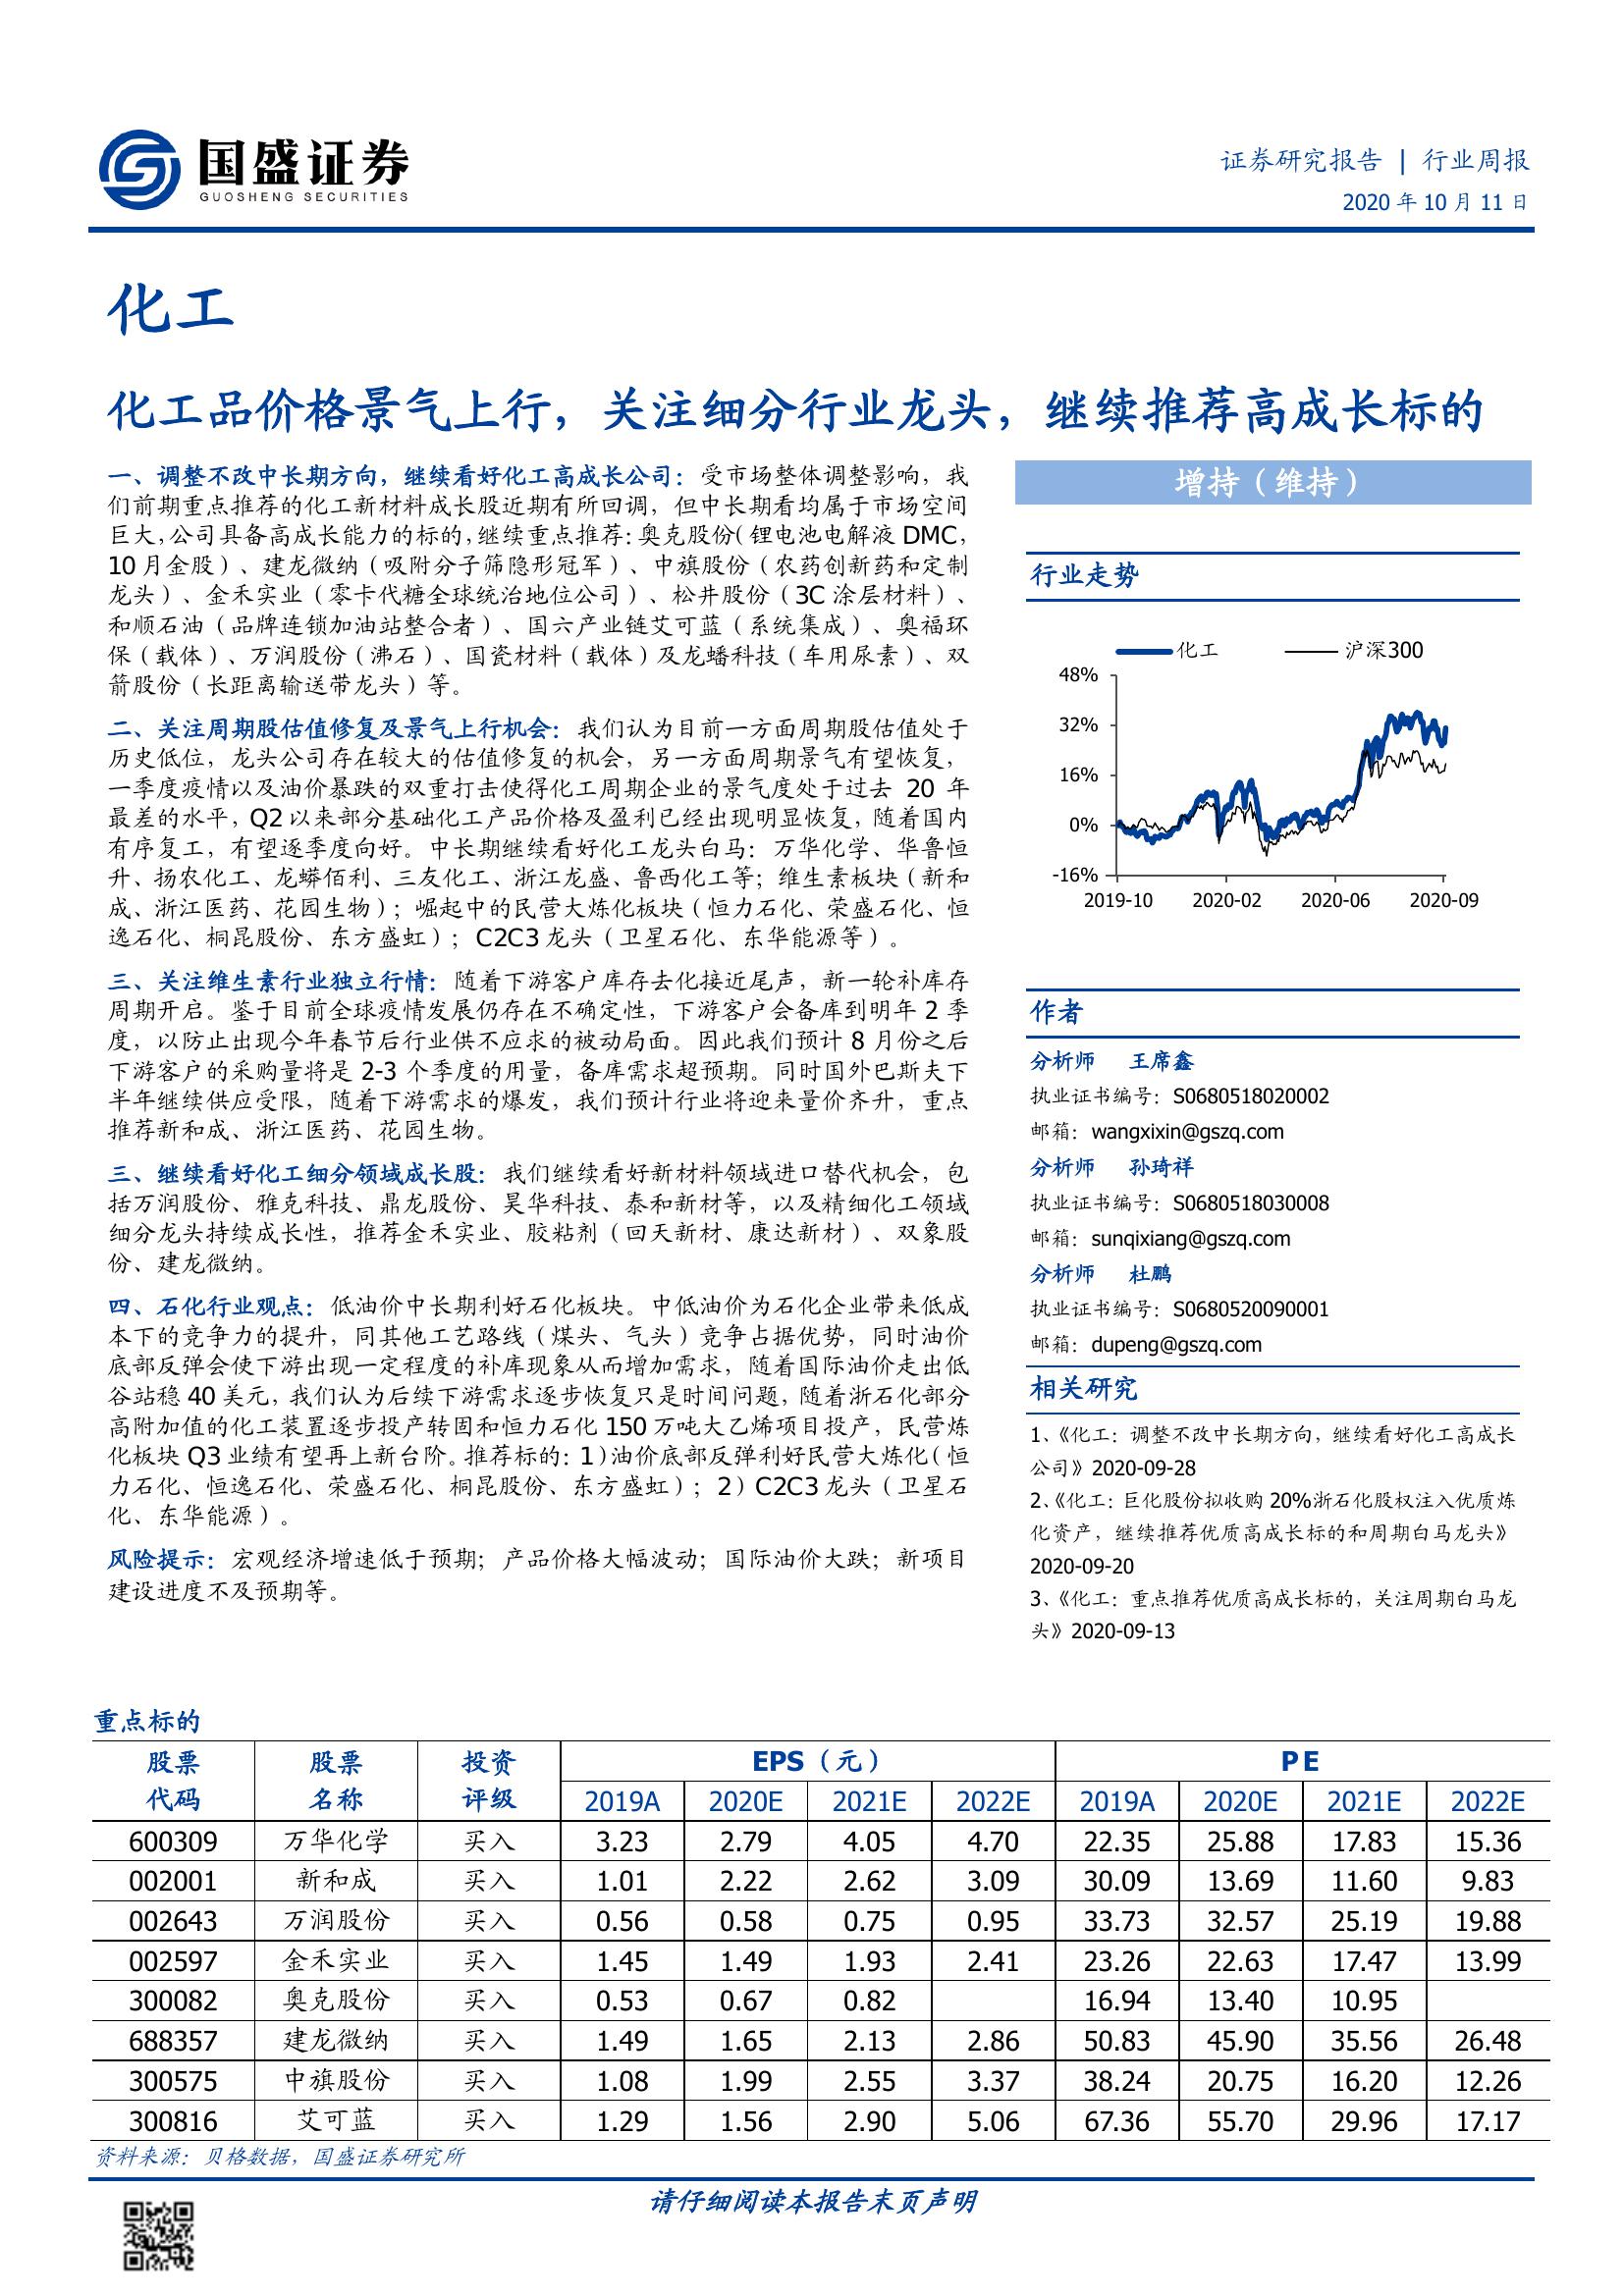 国盛证券
GUOSHENG SECURITIES
证券研究报告 | 行业周报
2020 年 10 月 11 日
化工
化工品价格景气上行，关注细分行业龙头，继续推荐高成长标的
一、调整不改中长期方向，继续看好化工高成长公司：受市场整体调整影响，我
们前期重点推荐的化工新材料成长股近期有所回调，但中长期看均属于市场空间
巨大，公司具备高成长能力的标的，继续重点推荐：奥克股份（锂电池电解液 DMC，
10 月金股）、建龙微纳（吸附分子筛隐形冠军）、中旗股份（农药创新药和定制
龙头）、金禾实业（零卡代糖全球统治地位公司）、松井股份（3C 涂层材料）、
和顺石油（品牌连锁加油站整合者）、国六产业链艾可蓝（系统集成）、奥福环
保（载体）、万润股份（沸石）、国瓷材料（载体）及龙蟠科技（车用尿素）、双
箭股份（长距离输送带龙头）等。
二、关注周期股估值修复及景气上行机会：我们认为目前一方面周期股估值处于
历史低位，龙头公司存在较大的估值修复的机会，另一方面周期景气有望恢复，
一季度疫情以及油价暴跌的双重打击使得化工周期企业的景气度处于过去 20 年
最差的水平，Q2 以来部分基础化工产品价格及盈利已经出现明显恢复，随着国内
有序复工，有望逐季度向好。中长期继续看好化工龙头白马：万华化学、华鲁恒
升、扬农化工、龙蟒佰利、三友化工、浙江龙盛、鲁西化工等；维生素板块（新和
成、浙江医药、花园生物）；崛起中的民营大炼化板块（恒力石化、荣盛石化、恒
逸石化、桐昆股份、东方盛虹）；C2C3 龙头（卫星石化、东华能源等）。
三、关注维生素行业独立行情：随着下游客户库存去化接近尾声，新一轮补库存
周期开启。鉴于目前全球疫情发展仍存在不确定性，下游客户会备库到明年 2 季
度，以防止出现今年春节后行业供不应求的被动局面。因此我们预计 8 月份之后
下游客户的采购量将是 2-3 个季度的用量，备库需求超预期。同时国外巴斯夫下
半年继续供应受限，随着下游需求的爆发，我们预计行业将迎来量价齐升，重点
推荐新和成、浙江医药、花园生物。
三、继续看好化工细分领域成长股：我们继续看好新材料领域进口替代机会，包
括万润股份、雅克科技、鼎龙股份、昊华科技、泰和新材等，以及精细化工领域
细分龙头持续成长性，推荐金禾实业、胶粘剂（回天新材、康达新材）、双象股
份、建龙微纳。
四、石化行业观点：低油价中长期利好石化板块。中低油价为石化企业带来低成
本下的竞争力的提升，同其他工艺路线（煤头、气头）竞争占据优势，同时油价
底部反弹会使下游出现一定程度的补库现象从而增加需求，随着国际油价走出低
谷站稳 40 美元，我们认为后续下游需求逐步恢复只是时间问题，随着浙石化部分
高附加值的化工装置逐步投产转固和恒力石化 150 万吨大乙烯项目投产，民营炼
化板块 Q3 业绩有望再上新台阶。推荐标的：1）油价底部反弹利好民营大炼化（恒
力石化、恒逸石化、荣盛石化、桐昆股份、东方盛虹）；2）C2C3 龙头（卫星石
化、东华能源）。
风险提示：宏观经济增速低于预期；产品价格大幅波动；国际油价大跌；新项目
建设进度不及预期等。
增持（维持）
行业走势
化工 沪深300
48%
32%
16%
0%
-16%
2019-10 2020-02 2020-06 2020-09
作者
分析师 王席鑫
执业证书编号：S0680518020002
邮箱：wangxixin@gszq.com
分析师 孙琦祥
执业证书编号：S0680518030008
邮箱：sunqixiang@gszq.com
分析师 杜鹏
执业证书编号：S0680520090001
邮箱：dupeng@gszq.com
相关研究
1、《化工：调整不改中长期方向，继续看好化工高成长
公司》2020-09-28
2、《化工：巨化股份拟收购 20%浙石化股权注入优质炼
化资产，继续推荐优质高成长标的和周期白马龙头》
2020-09-20
3、《化工：重点推荐优质高成长标的，关注周期白马龙
头》2020-09-13
重点标的
股票 股票 投资 EPS（元） PE
代码 名称 评级 2019A 2020E 2021E 2022E 2019A 2020E 2021E 2022E
600309 万华化学 买入 3.23 2.79 4.05 4.70 22.35 25.88 17.83 15.36
002001 新和成 买入 1.01 2.22 2.62 3.09 30.09 13.69 11.60 9.83
002643 万润股份 买入 0.56 0.58 0.75 0.95 33.73 32.57 25.19 19.88
002597 金禾实业 买入 1.45 1.49 1.93 2.41 23.26 22.63 17.47 13.99
300082 奥克股份 买入 0.53 0.67 0.82 16.94 13.40 10.95
688357 建龙微纳 买入 1.49 1.65 2.13 2.86 50.83 45.90 35.56 26.48
300575 中旗股份 买入 1.08 1.99 2.55 3.37 38.24 20.75 16.20 12.26
300816 艾可蓝 买入 1.29 1.56 2.90 5.06 67.36 55.70 29.96 17.17
资料来源：贝格数据，国盛证券研究所
请仔细阅读本报告末页声明